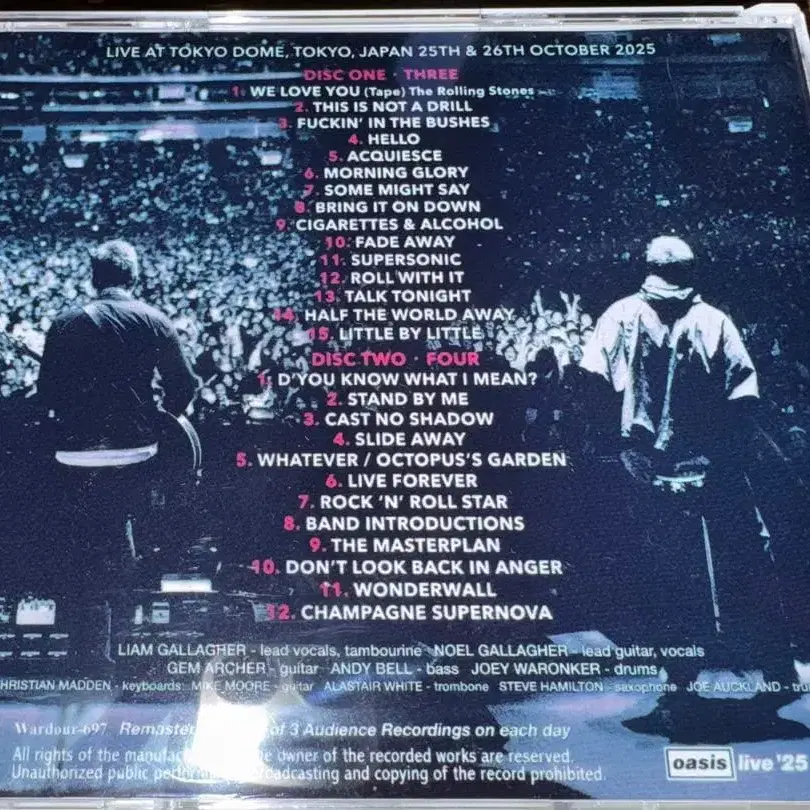 LIVE AT TOKYO DOME, TOKYO, JAPAN 25TH & 26TH OCTOBER 2025
DISC ONE · THREE
1. WE LOVE YOU (Tape) The Rolling Stones
2. THIS IS NOT A DRILL
3. FUCKIN' IN THE BUSHES
4. HELLO
5. ACQUIESCE
6. MORNING GLORY
7. SOME MIGHT SAY
8. BRING IT ON DOWN
9. CIGARETTES & ALCOHOL
10. FADE AWAY
11. SUPERSONIC
12. ROLL WITH IT
13. TALK TONIGHT
14. HALF THE WORLD AWAY
15. LITTLE BY LITTLE
DISC TWO · FOUR
1. D'YOU KNOW WHAT I MEAN?
2. STAND BY ME
3. CAST NO SHADOW
4. SLIDE AWAY
5. WHATEVER / OCTOPUS'S GARDEN
6. LIVE FOREVER
7. ROCK 'N' ROLL STAR
8. BAND INTRODUCTIONS
9. THE MASTERPLAN
10. DON'T LOOK BACK IN ANGER
11. WONDERWALL
12. CHAMPAGNE SUPERNOVA
LIAM GALLAGHER - lead vocals, tambourine NOEL GALLAGHER - lead guitar, vocals
GEM ARCHER - guitar ANDY BELL - bass JOEY WARONKER - drums
HRISTIAN MADDEN - keyboards MIKE MOORE - guitar ALASTAIR WHITE - trombone STEVE HAMILTON - saxophone JOE AUCKLAND - tru
Wardour-697 Remaster of 3 Audience Recordings on each day
All rights of the manufac owner of the recorded works are reserved.
Unauthorized public per broadcasting and copying of the record prohibited.
oasis live '25